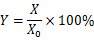 Y = X / X₀ × 100%